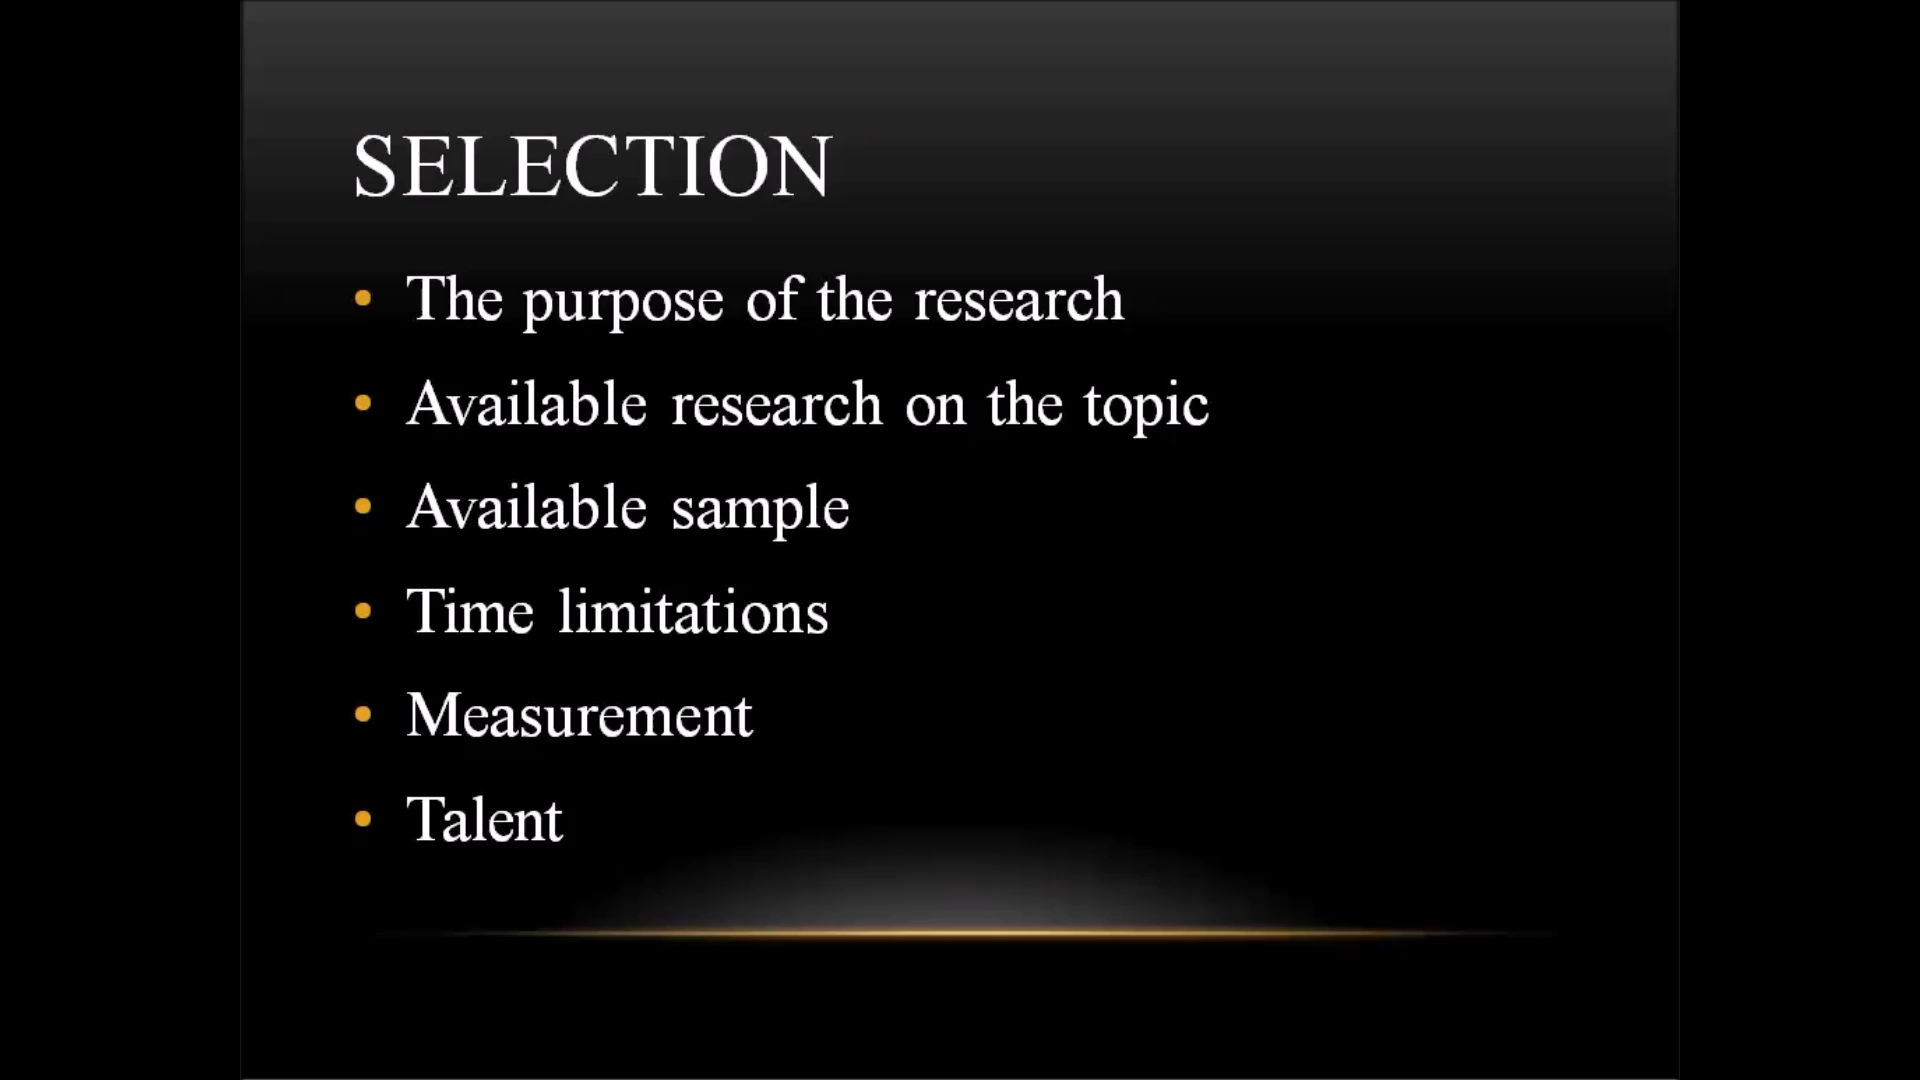 SELECTION
• The purpose of the research
• Available research on the topic
• Available sample
• Time limitations
• Measurement
• Talent